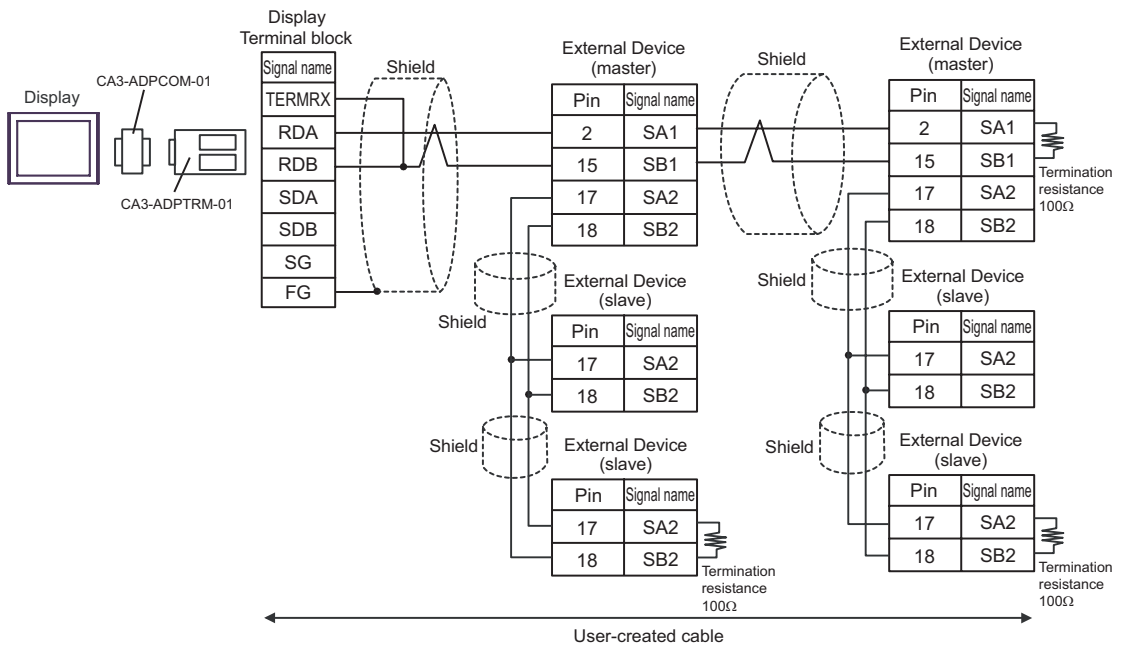 Display
Terminal block
Signal name
TERMRX
RDA
RDB
SDA
SDB
SG
FG
CA3-ADPCOM-01
Display
CA3-ADPTRM-01
Shield
External Device
(master)
Pin Signal name
2 SA1
15 SB1
17 SA2
18 SB2
Shield
External Device
(master)
Pin Signal name
2 SA1
15 SB1
17 SA2
18 SB2
Termination
resistance
100Ω
Shield
External Device
(slave)
Pin Signal name
17 SA2
18 SB2
Shield
External Device
(slave)
Pin Signal name
17 SA2
18 SB2
Shield
External Device
(slave)
Pin Signal name
17 SA2
18 SB2
Termination
resistance
100Ω
Shield
External Device
(slave)
Pin Signal name
17 SA2
18 SB2
Termination
resistance
100Ω
User-created cable